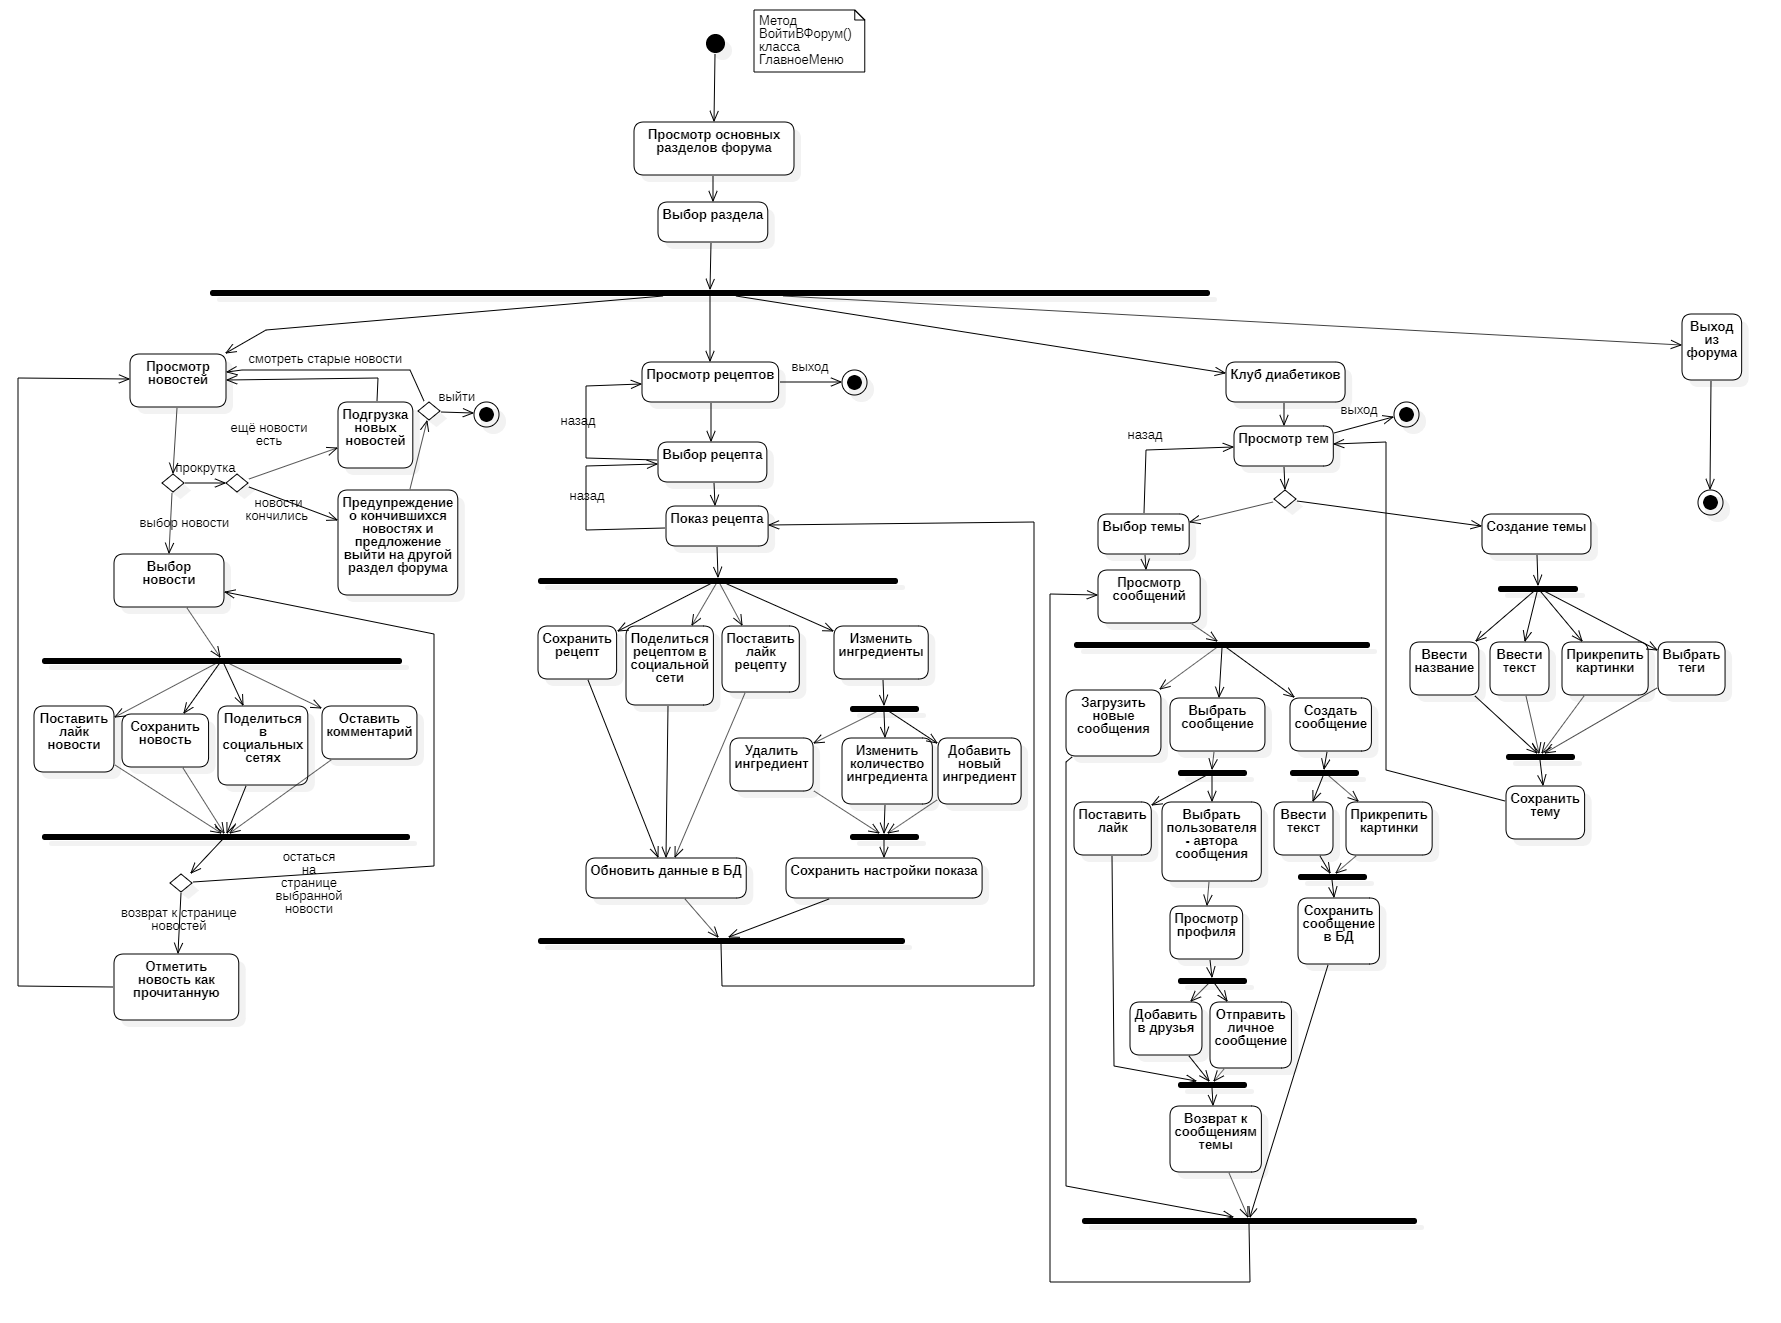 Метод
ВойтиВФорум()
класса
ГлавноеМеню
Просмотр основных
разделов форума
Выбор раздела
Просмотр
новостей
смотреть старые новости
выйти
Подгрузка
новых
новостей
ещё новости
есть
прокрутка
новости
кончились
Предупреждение
о кончившихся
новостях и
предложение
выйти на другой
раздел форума
выбор новости
Выбор
новости
Поставить
лайк
новости
Сохранить
новость
Поделиться
в
социальных
сетях
Оставить
комментарий
остаться
на
странице
выбранной
новости
возврат к странице
новостей
Отметить
новость как
прочитанную
Просмотр рецептов
выход
назад
Выбор рецепта
назад
Показ рецепта
Сохранить
рецепт
Поделиться
рецептом в
социальной
сети
Поставить
лайк
рецепту
Изменить
ингредиенты
Удалить
ингредиент
Изменить
количество
ингредиента
Добавить
новый
ингредиент
Обновить данные в БД
Сохранить настройки показа
Клуб диабетиков
выход
Просмотр тем
назад
Выбор темы
Создание темы
Просмотр
сообщений
Ввести
название
Ввести
текст
Прикрепить
картинки
Выбрать
теги
Сохранить
тему
Загрузить
новые
сообщения
Выбрать
сообщение
Создать
сообщение
Поставить
лайк
Выбрать
пользователя
- автора
сообщения
Ввести
текст
Прикрепить
картинки
Просмотр
профиля
Сохранить
сообщение
в БД
Добавить
в друзья
Отправить
личное
сообщение
Возврат к
сообщениям
темы
Выход
из
форума